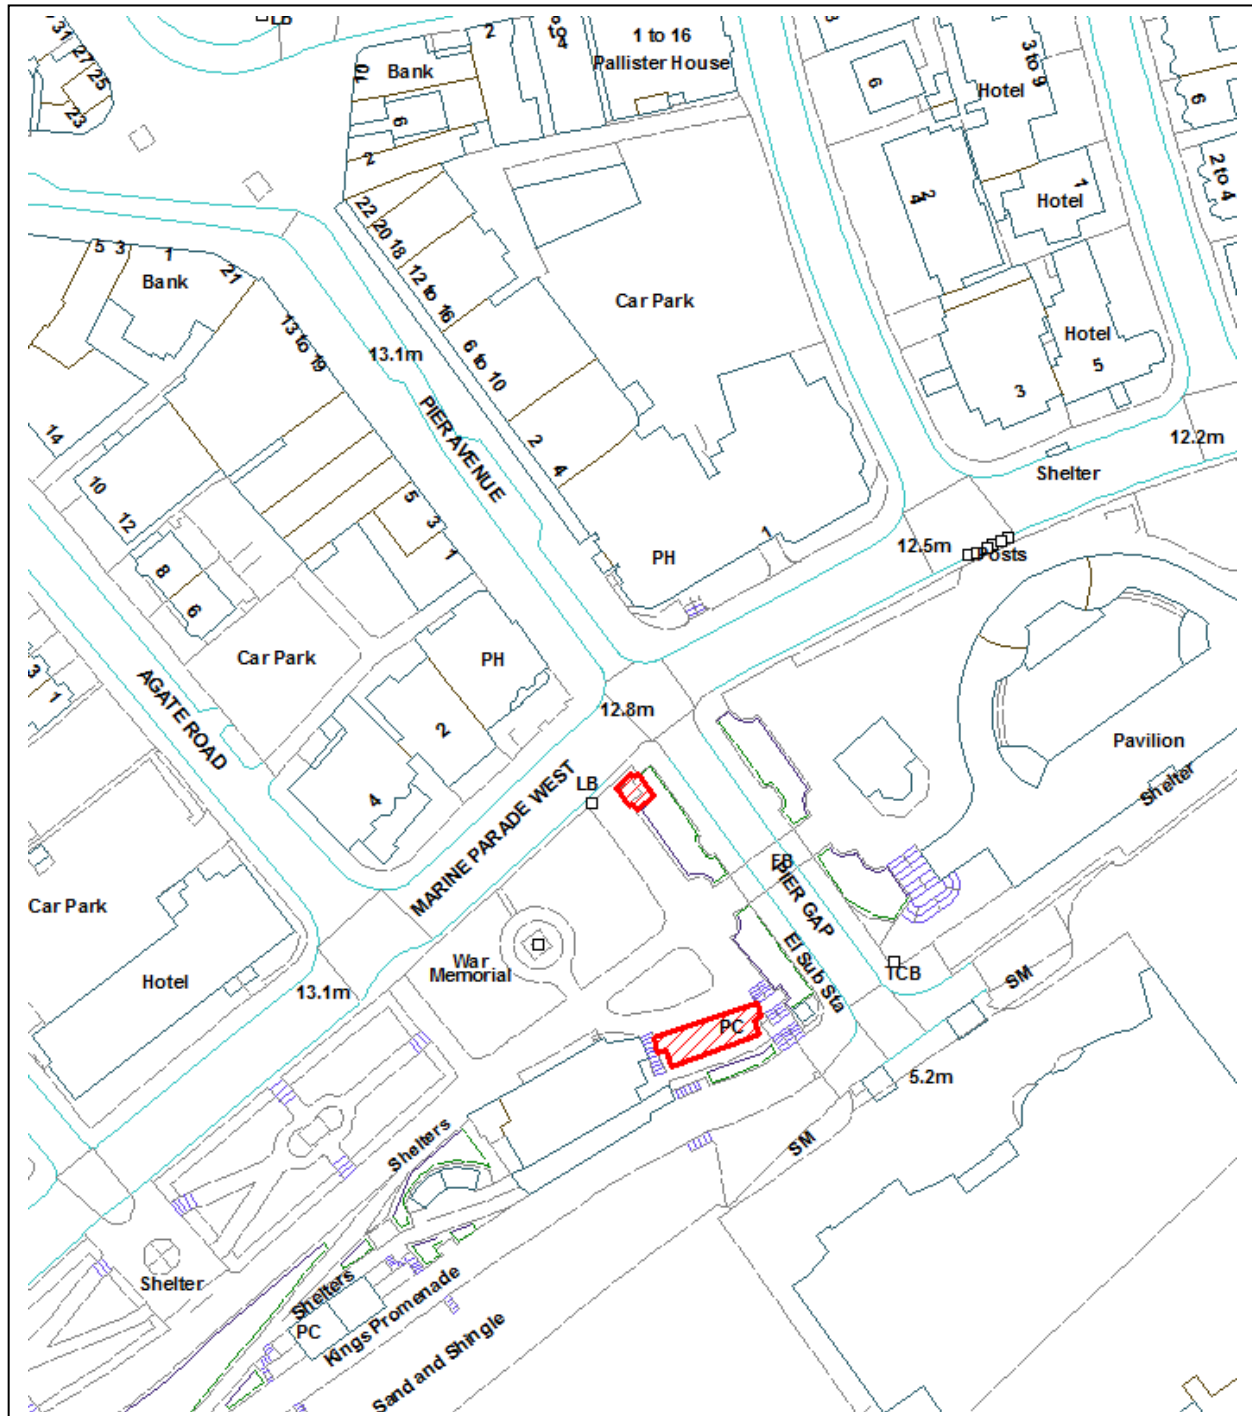 LB
31
27
25
23
2
1 to 16
Pallister House
10
Bank
6
2
6
3 to 9
Hotel
6
2 to 4
1
Hotel
22
20
18
12 to 16
6 to 10
2
4
5
3
1
Bank
21
13 to 19
13.1m
PIER AVENUE
Car Park
Hotel
5
3
12.2m
Shelter
14
10
12
8
6
5
3
1
PH
1
12.5m
Posts
Car Park
PH
2
4
3
1
AGATE ROAD
12.8m
LB
MARINE PARADE WEST
Pavilion
Shelter
FB
PIER GAP
El Sub Sta
TCB
SM
Car Park
Hotel
War
Memorial
13.1m
PC
5.2m
SM
Shelters
Shelter
Shelters
PC
Kings Promenade
Sand and Shingle